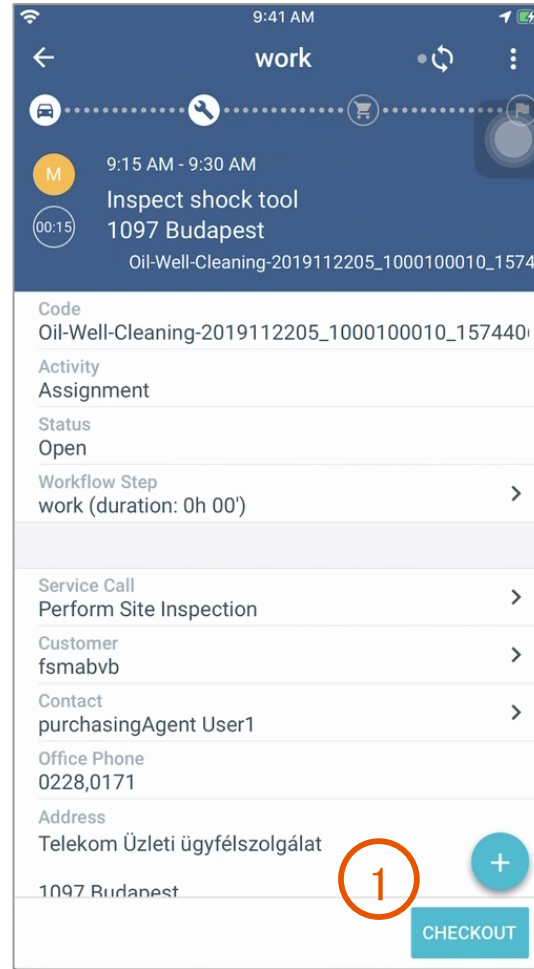 9:41 AM
work
M
9:15 AM - 9:30 AM
00:15
Inspect shock tool
1097 Budapest
Oil-Well-Cleaning-2019112205_1000100010_1574
Code
Oil-Well-Cleaning-2019112205_1000100010_157440
Activity
Assignment
Status
Open
Workflow Step
work (duration: 0h 00')
Service Call
Perform Site Inspection
Customer
fsmabvb
Contact
purchasingAgent User1
Office Phone
0228,0171
Address
Telekom Üzleti ügyfélszolgálat
1097 Budapest
1
+
CHECKOUT